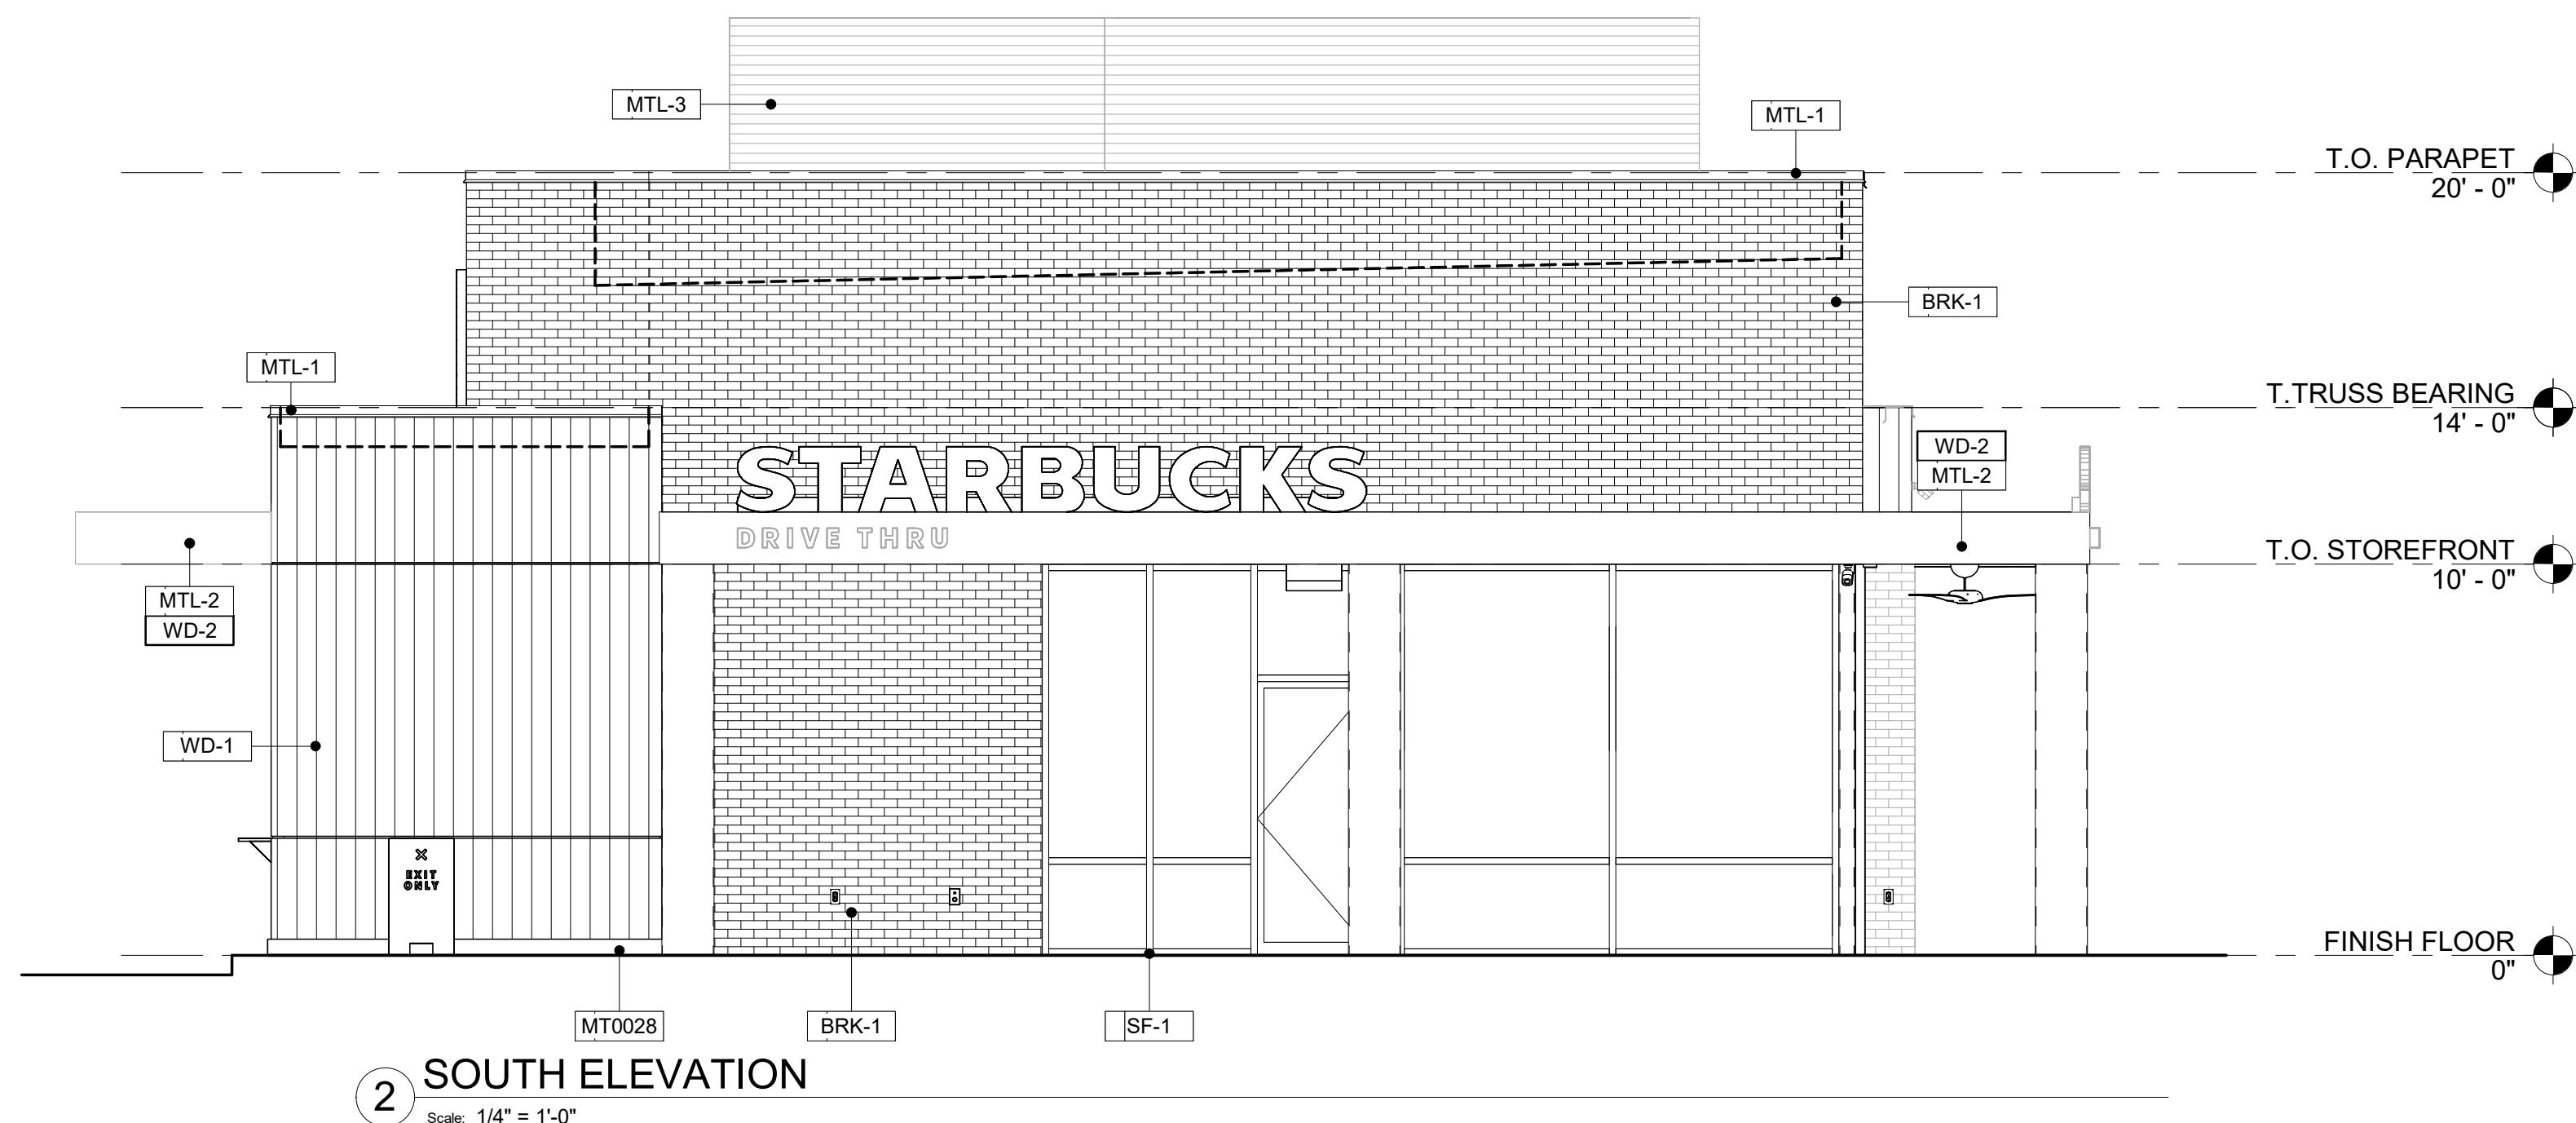 MTL-3
MTL-1
T.O. PARAPET
20' - 0"
BRK-1
MTL-1
T.TRUSS BEARING
14' - 0"
WD-2
MTL-2
STARBUCKS
DRIVE THRU
T.O. STOREFRONT
10' - 0"
MTL-2
WD-2
WD-1
EXIT
ONLY
FINISH FLOOR
0"
MT0028
BRK-1
SF-1
2
SOUTH ELEVATION
Scale: 1/4" = 1'-0"